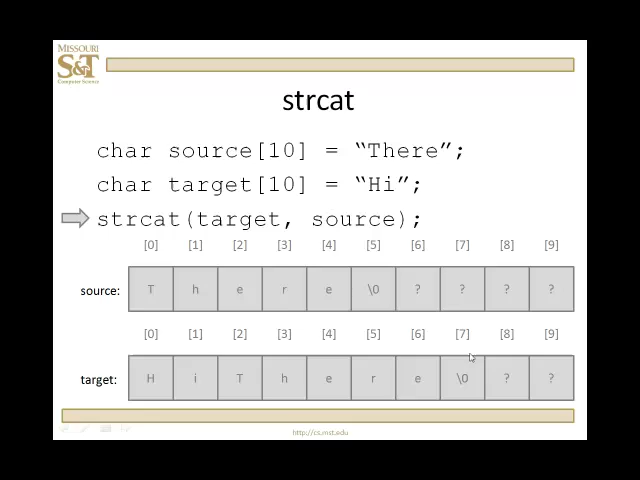 MISSOURI
S&T
Computer Science
strcat
char source[10] = “There”;
char target[10] = “Hi”;
strcat(target, source);
[0] [1] [2] [3] [4] [5] [6] [7] [8] [9]
source: T h e r e \0 ? ? ? ?
[0] [1] [2] [3] [4] [5] [6] [7] [8] [9]
target: H i T h e r e \0 ? ?
http://cs.mst.edu